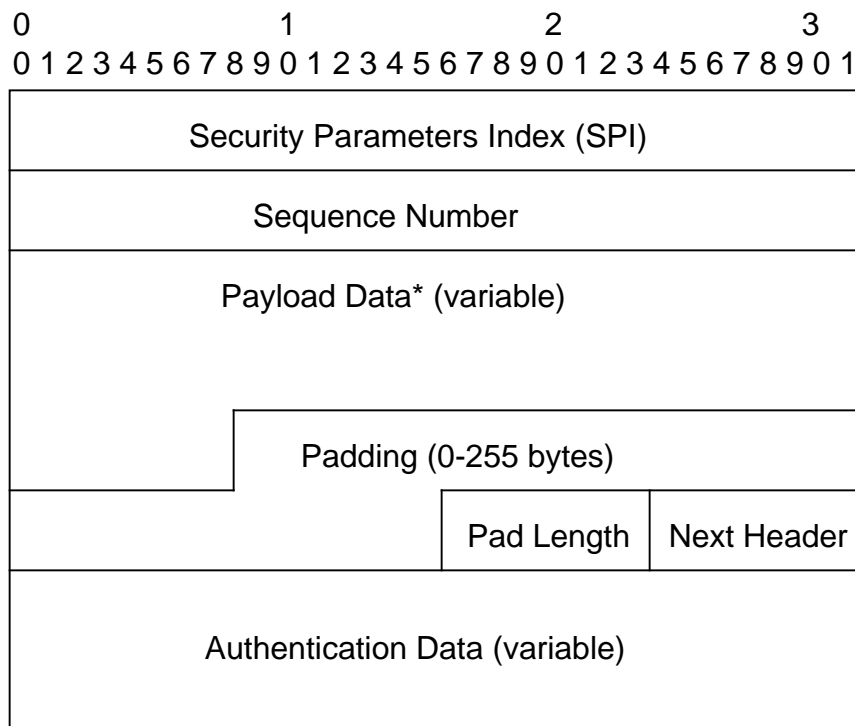 0 1 2 3
0 1 2 3 4 5 6 7 8 9 0 1 2 3 4 5 6 7 8 9 0 1 2 3 4 5 6 7 8 9 0 1
Security Parameters Index (SPI)
Sequence Number
Payload Data* (variable)
Padding (0-255 bytes)
Pad Length Next Header
Authentication Data (variable)